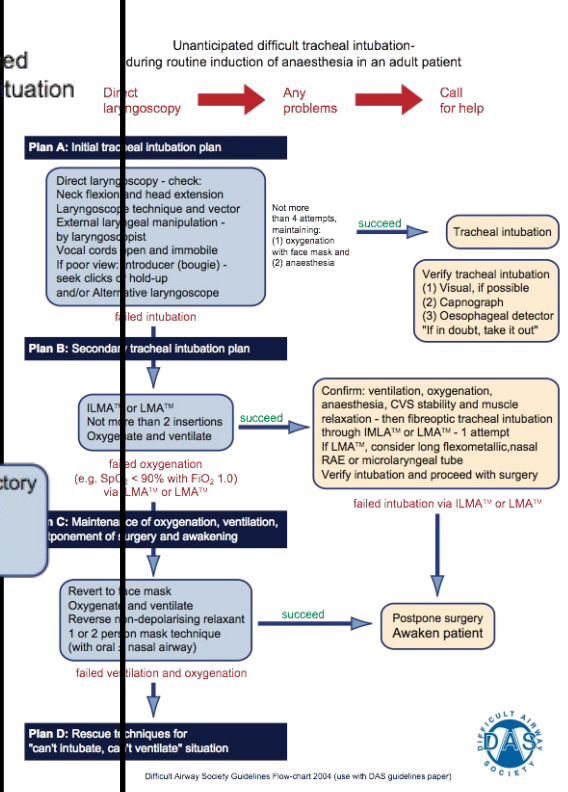 ed
tuation
Unanticipated difficult tracheal intubation-
during routine induction of anaesthesia in an adult patient
Direct
laryngoscopy
Any
problems
Call
for help
Plan A: Initial tracheal intubation plan
Direct laryngoscopy - check:
Neck flexion and head extension
Laryngoscope technique and vector
External laryngeal manipulation -
by laryngoscopist
Vocal cords open and immobile
If poor view: Introducer (bougie) -
seek clicks or hold-up
and/or Alternative laryngoscope
Not more
than 4 attempts,
maintaining:
(1) oxygenation
with face mask and
(2) anaesthesia
succeed
Tracheal intubation
Verify tracheal intubation
(1) Visual, if possible
(2) Capnograph
(3) Oesophageal detector
"If in doubt, take it out"
failed intubation
Plan B: Secondary tracheal intubation plan
ILMA™ or LMA™
Not more than 2 insertions
Oxygenate and ventilate
succeed
Confirm: ventilation, oxygenation,
anaesthesia, CVS stability and muscle
relaxation - then fibreoptic tracheal intubation
through IMLA™ or LMA™ - 1 attempt
If LMA™, consider long flexometallic,nasal
RAE or microlaryngeal tube
Verify intubation and proceed with surgery
failed oxygenation
(e.g. SpO₂ < 90% with FiO₂ 1.0)
via ILMA™ or LMA™
failed intubation via ILMA™ or LMA™
ctory
n C: Maintenance of oxygenation, ventilation,
tponement of surgery and awakening
Revert to face mask
Oxygenate and ventilate
Reverse non-depolarising relaxant
1 or 2 person mask technique
(with oral ± nasal airway)
succeed
Postpone surgery
Awaken patient
failed ventilation and oxygenation
Plan D: Rescue techniques for
"can't intubate, can't ventilate" situation
DIFFICULT AIRWAY
DAS
SOCIETY
Difficult Airway Society Guidelines Flow-chart 2004 (use with DAS guidelines paper)